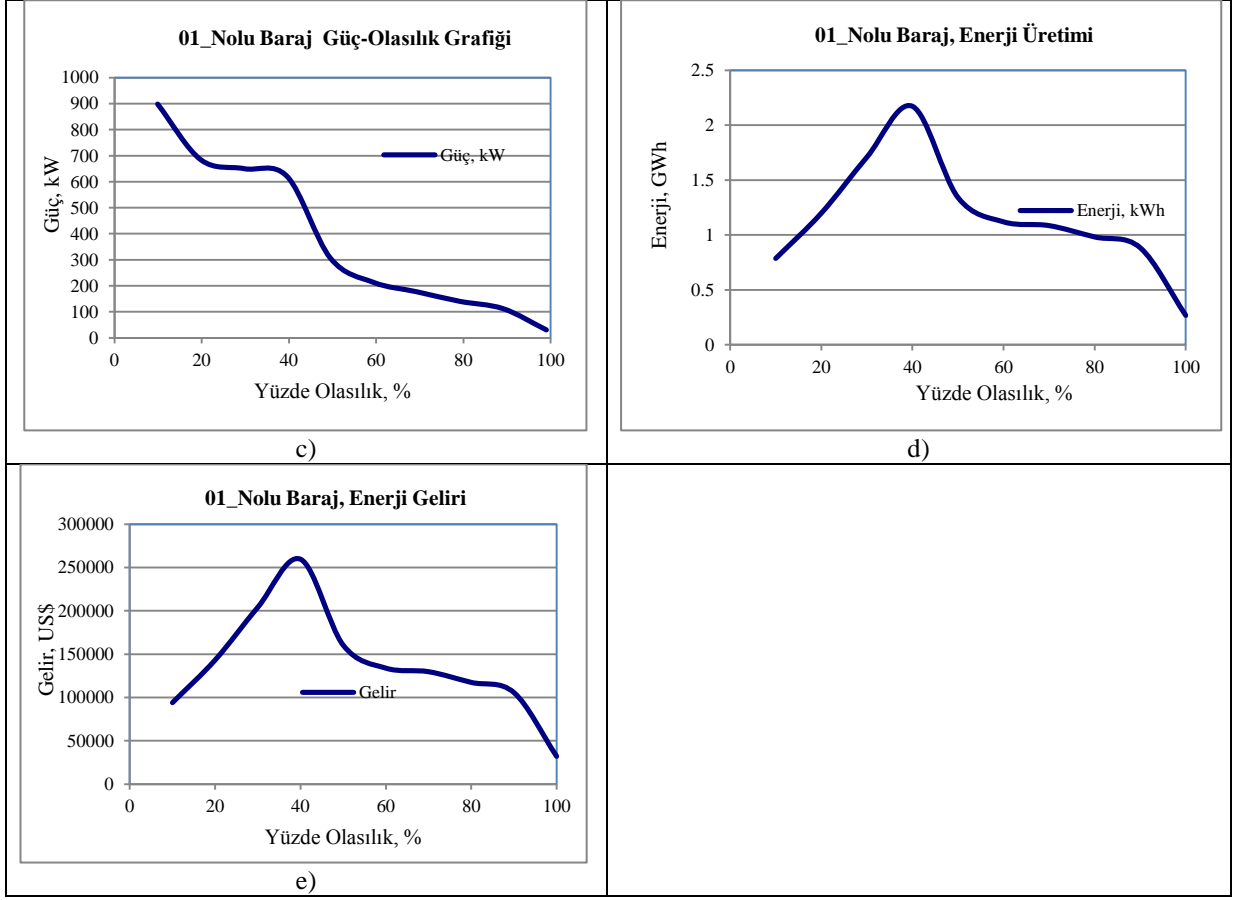 01_Nolu Baraj Güç-Olasılık Grafiği
1000
900
800
700
600
500
400
300
200
100
0
0 20 40 60 80 100
Güç, kW
Yüzde Olasılık, %
Güç, kW
c)
01_Nolu Baraj, Enerji Üretimi
2.5
2
1.5
1
0.5
0
0 20 40 60 80 100
Enerji, GWh
Yüzde Olasılık, %
Enerji, kWh
d)
01_Nolu Baraj, Enerji Geliri
300000
250000
200000
150000
100000
50000
0
0 20 40 60 80 100
Gelir, US$
Yüzde Olasılık, %
Gelir
e)